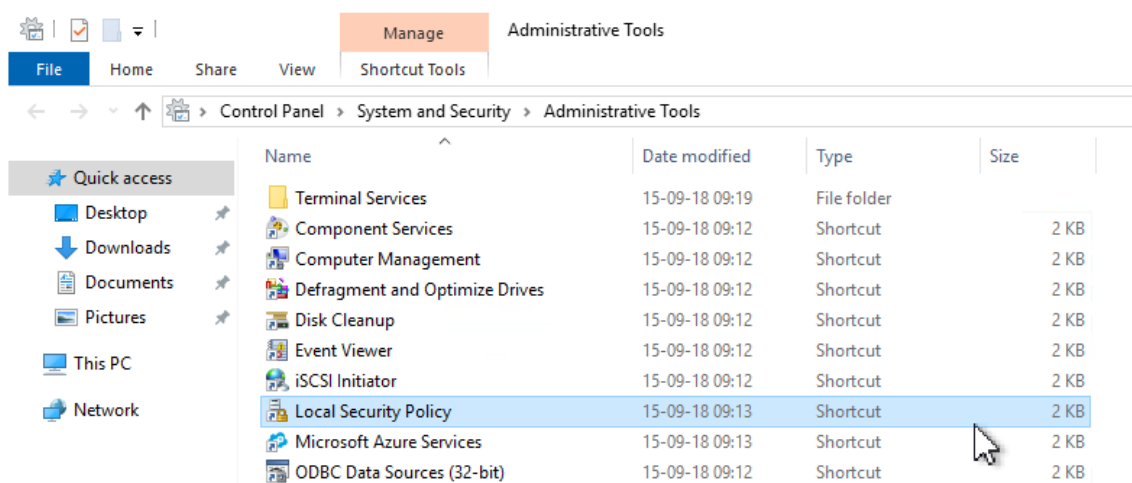 Manage Administrative Tools
File Home Share View Shortcut Tools
Control Panel > System and Security > Administrative Tools
Name Date modified Type Size
Quick access
Desktop
Downloads
Documents
Pictures
This PC
Network
Terminal Services 15-09-18 09:19 File folder
Component Services 15-09-18 09:12 Shortcut 2 KB
Computer Management 15-09-18 09:12 Shortcut 2 KB
Defragment and Optimize Drives 15-09-18 09:12 Shortcut 2 KB
Disk Cleanup 15-09-18 09:12 Shortcut 2 KB
Event Viewer 15-09-18 09:12 Shortcut 2 KB
iSCSI Initiator 15-09-18 09:12 Shortcut 2 KB
Local Security Policy 15-09-18 09:13 Shortcut 2 KB
Microsoft Azure Services 15-09-18 09:13 Shortcut 2 KB
ODBC Data Sources (32-bit) 15-09-18 09:12 Shortcut 2 KB